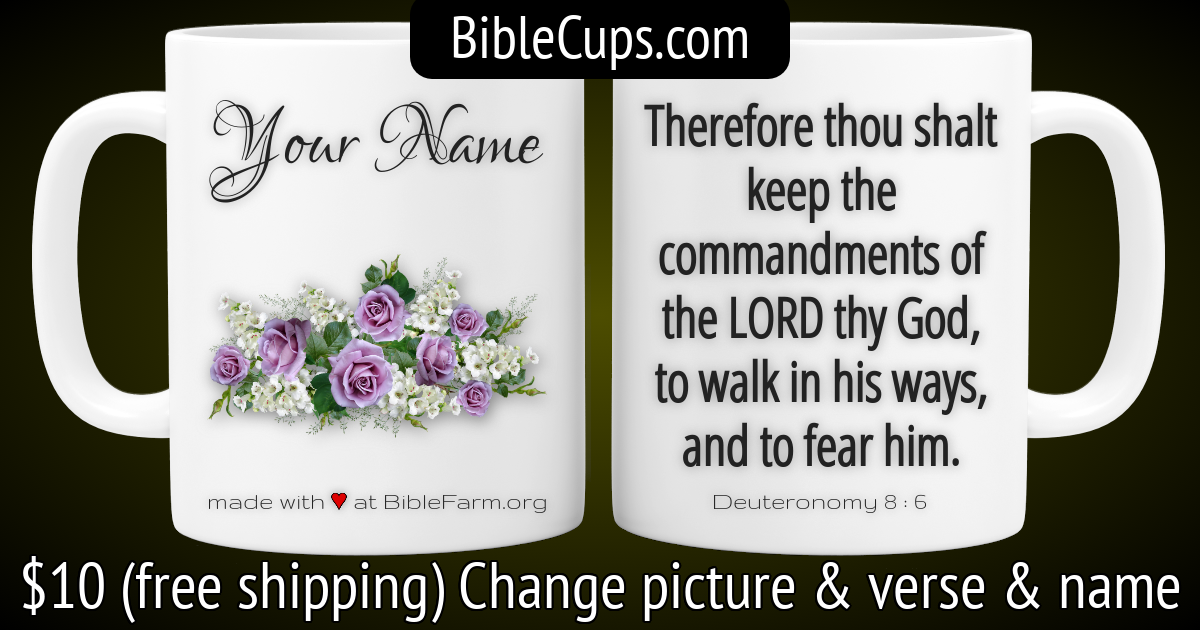 BibleCups.com
Your Name
made with ♥ at BibleFarm.org
Therefore thou shalt
keep the
commandments of
the LORD thy God,
to walk in his ways,
and to fear him.
Deuteronomy 8 : 6
$10 (free shipping) Change picture & verse & name